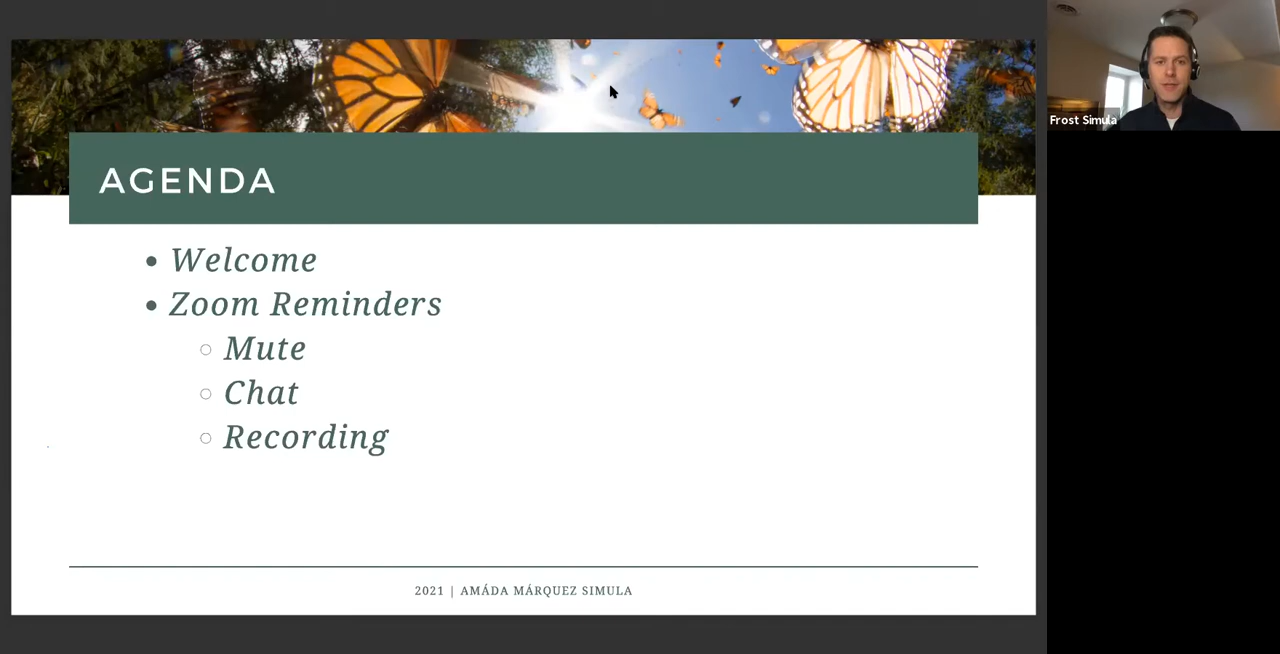 AGENDA
Welcome
Zoom Reminders
Mute
Chat
Recording
2021 | AMÁDA MÁRQUEZ SIMULA
Frost Simula